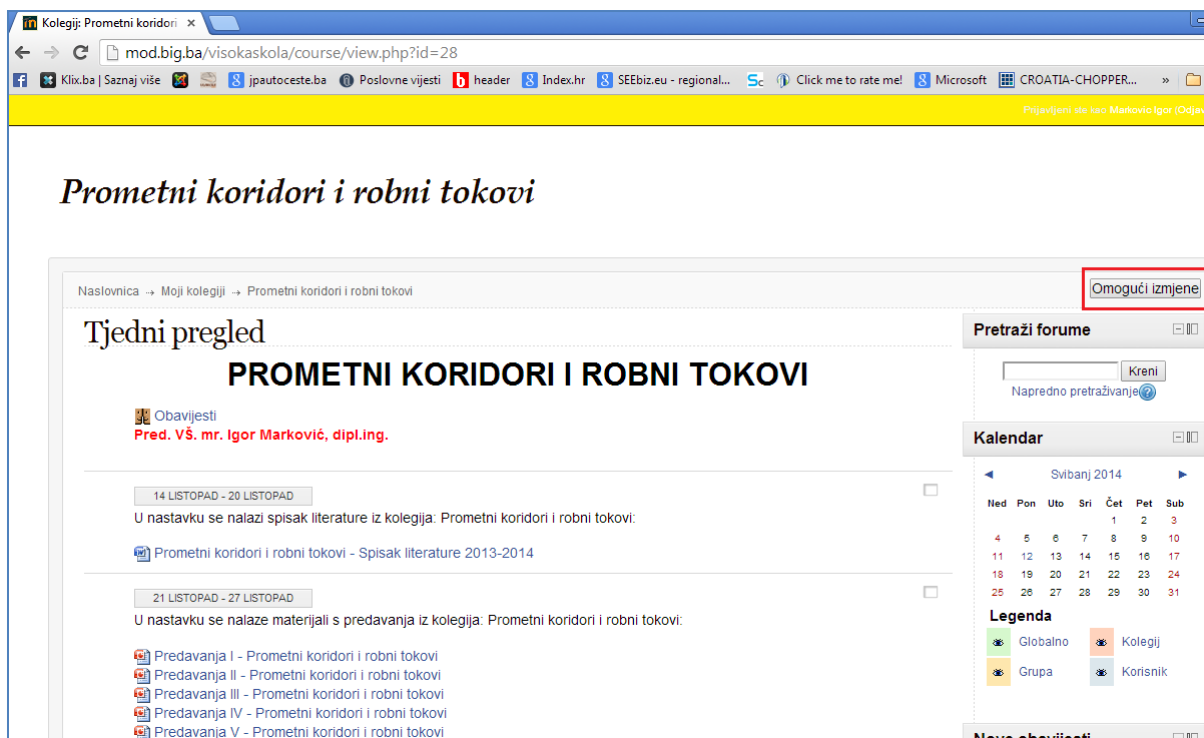 Kolegij: Prometni koridori
mod.big.ba/visokaskola/course/view.php?id=28
Klix.ba | Saznaj više jpautoceste.ba Poslovne vijesti header Index.hr SEEbiz.eu - regional... Click me to rate me! Microsoft CROATIA-CHOPPER... »
Prijavljeni ste kao Markovic Igor (Odjav
Prometni koridori i robni tokovi
Naslovnica → Moji kolegiji → Prometni koridori i robni tokovi
Omogući izmjene
Tjedni pregled
PROMETNI KORIDORI I ROBNI TOKOVI
Obavijesti
Pred. VŠ. mr. Igor Marković, dipl.ing.
14 LISTOPAD - 20 LISTOPAD
U nastavku se nalazi spisak literature iz kolegija: Prometni koridori i robni tokovi:
Prometni koridori i robni tokovi - Spisak literature 2013-2014
21 LISTOPAD - 27 LISTOPAD
U nastavku se nalaze materijali s predavanja iz kolegija: Prometni koridori i robni tokovi:
Predavanja I - Prometni koridori i robni tokovi
Predavanja II - Prometni koridori i robni tokovi
Predavanja III - Prometni koridori i robni tokovi
Predavanja IV - Prometni koridori i robni tokovi
Predavanja V - Prometni koridori i robni tokovi
Pretraži forume
Kreni
Napredno pretraživanje
Kalendar
◄ Svibanj 2014 ►
Ned Pon Uto Sri Čet Pet Sub
1 2 3
4 5 6 7 8 9 10
11 12 13 14 15 16 17
18 19 20 21 22 23 24
25 26 27 28 29 30 31
Legenda
Globalno Kolegij
Grupa Korisnik